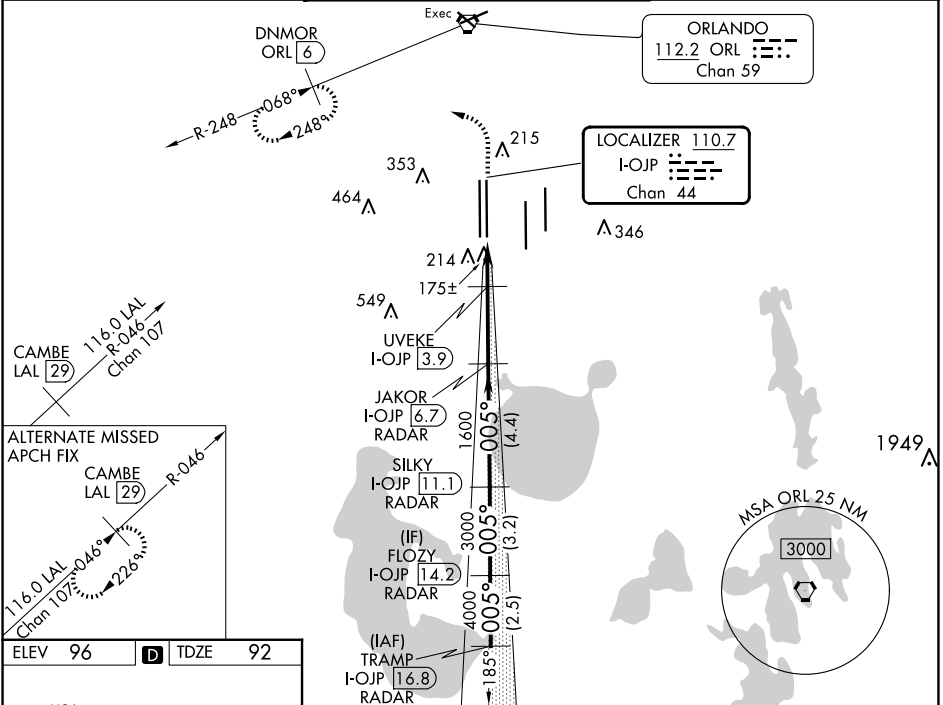 Exec
DNMOR
ORL 6
ORLANDO
112.2 ORL
Chan 59
068°
R-248
248°
215
LOCALIZER 110.7
I-OJP
Chan 44
353
464
346
214
175±
549
UVEKE
I-OJP 3.9
116.0 LAL
R-046
Chan 107
CAMBE
LAL 29
JAKOR
I-OJP 6.7
RADAR
1600
005°
(4.4)
ALTERNATE MISSED
APCH FIX
CAMBE
LAL 29
R-046
046°
226°
116.0 LAL
Chan 107
SILKY
I-OJP 11.1
RADAR
3000
005°
(3.2)
(IF)
FLOZY
I-OJP 14.2
RADAR
4000
005°
(2.5)
(IAF)
TRAMP
I-OJP 16.8
RADAR
185°
1949
MSA ORL 25 NM
3000
ELEV 96 D TDZE 92